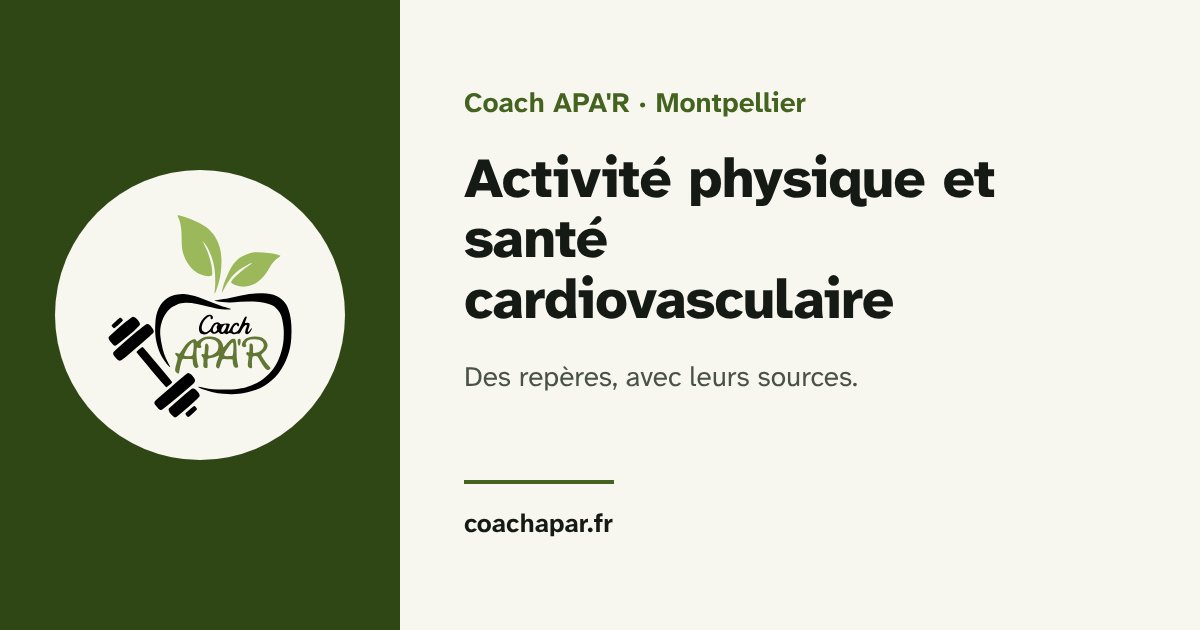 Coach
APA'R
Coach APA'R · Montpellier
Activité physique et
santé
cardiovasculaire
Des repères, avec leurs sources.
coachapar.fr